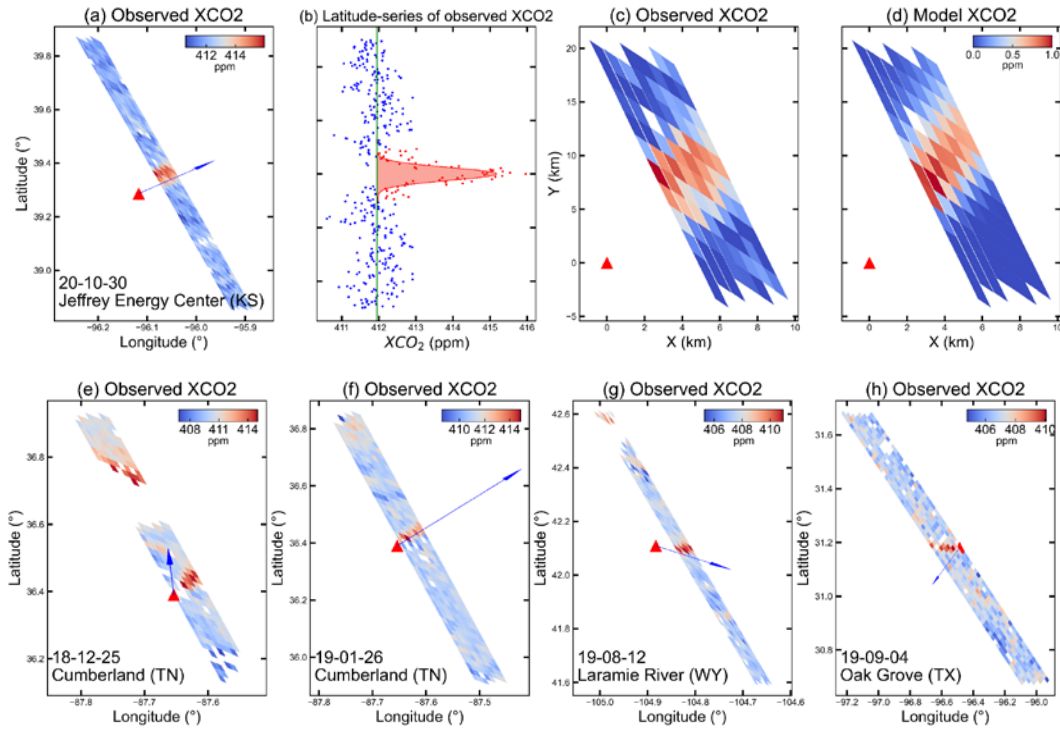 (a) Observed XCO2
(b) Latitude-series of observed XCO2
(c) Observed XCO2
(d) Model XCO2
412 414
ppm
0.0 0.5 1.0
ppm
39.8
39.6
39.4
39.2
39.0
Latitude (°)
20-10-30
Jeffrey Energy Center (KS)
−96.2 −96.1 −96.0 −95.9
Longitude (°)
411 412 413 414 415 416
XCO₂ (ppm)
20
15
10
5
0
−5
Y (km)
0 2 4 6 8 10
X (km)
0 2 4 6 8 10
X (km)
(e) Observed XCO2
(f) Observed XCO2
(g) Observed XCO2
(h) Observed XCO2
408 411 414
ppm
36.8
36.6
36.4
36.2
Latitude (°)
18-12-25
Cumberland (TN)
−87.8 −87.7 −87.6
Longitude (°)
410 412 414
ppm
36.8
36.6
36.4
36.2
36.0
Latitude (°)
19-01-26
Cumberland (TN)
−87.8 −87.7 −87.6 −87.5
Longitude (°)
406 408 410
ppm
42.6
42.4
42.2
42.0
41.8
41.6
Latitude (°)
19-08-12
Laramie River (WY)
−105.0 −104.9 −104.8 −104.7 −104.6
Longitude (°)
406 408 410
ppm
31.6
31.4
31.2
31.0
30.8
Latitude (°)
19-09-04
Oak Grove (TX)
−97.2 −97.0 −96.8 −96.6 −96.4 −96.2 −96.0
Longitude (°)